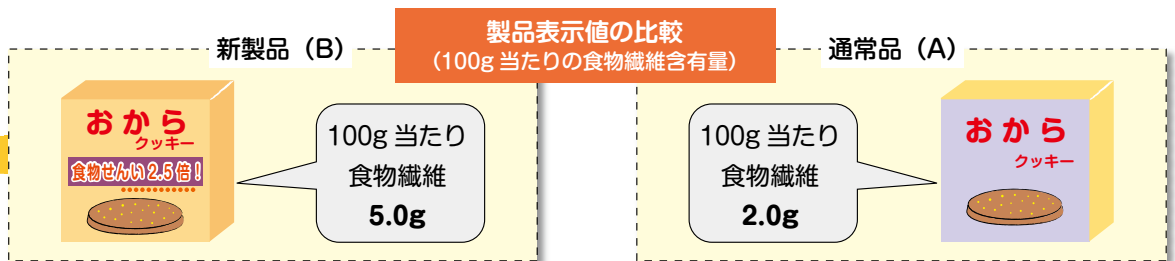 製品表示値の比較
(100g 当たりの食物繊維含有量)
新製品(B)
おから
クッキー
食物せんい2.5倍!
100g 当たり
食物繊維
5.0g
通常品(A)
100g 当たり
食物繊維
2.0g
おから
クッキー